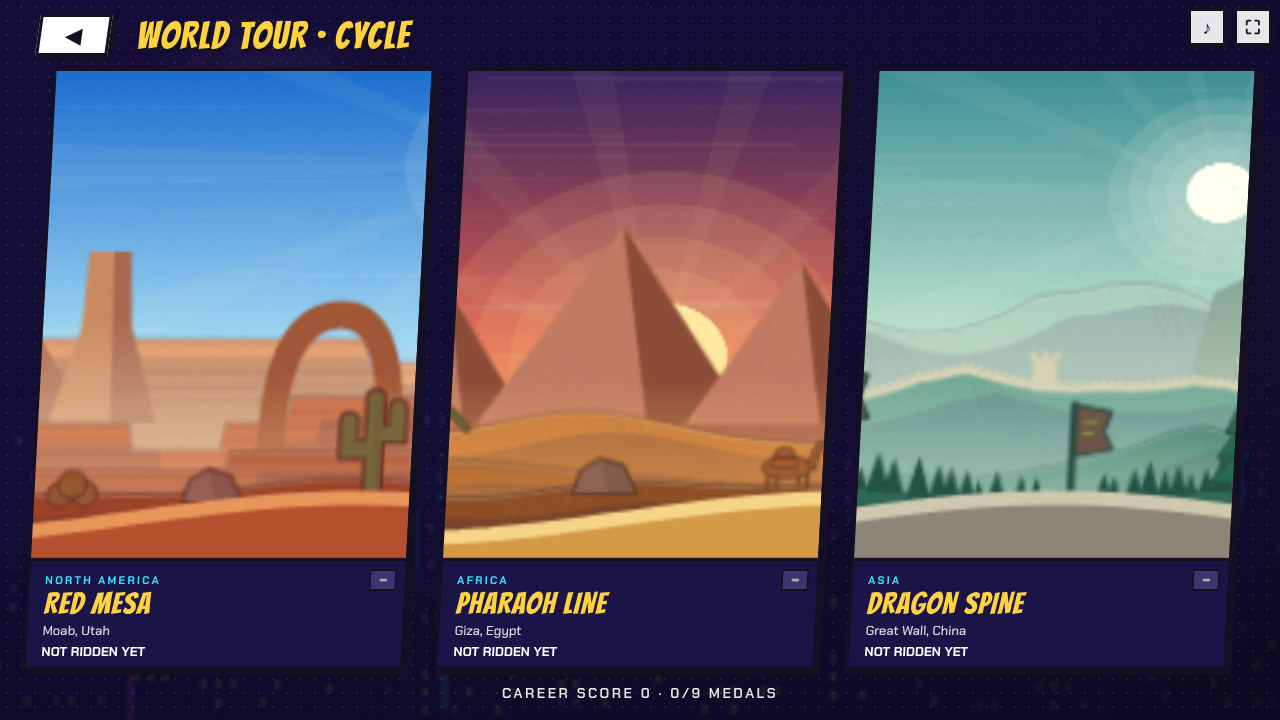 WORLD TOUR · CYCLE
NORTH AMERICA
RED MESA
Moab, Utah
NOT RIDDEN YET
AFRICA
PHARAOH LINE
Giza, Egypt
NOT RIDDEN YET
ASIA
DRAGON SPINE
Great Wall, China
NOT RIDDEN YET
CAREER SCORE 0 · 0/9 MEDALS